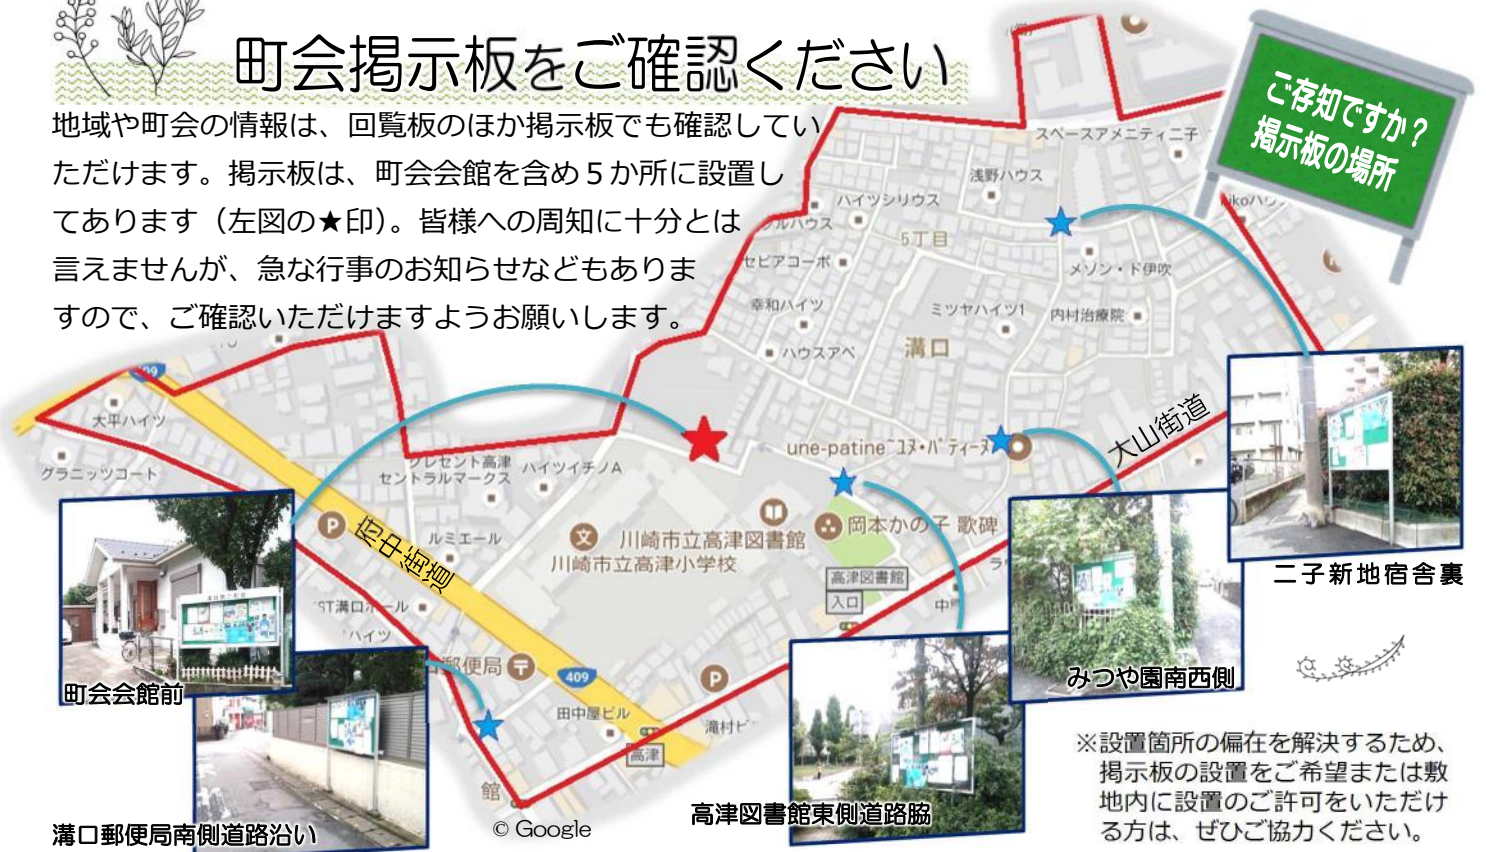 町会掲示板をご確認ください
地域や町会の情報は、回覧板のほか掲示板でも確認してい
ただけます。掲示板は、町会会館を含め５か所に設置し
てあります（左図の★印）。皆様への周知に十分とは
言えませんが、急な行事のお知らせなどもありま
すので、ご確認いただけますようお願いします。
ご存知ですか？
掲示板の場所
スペースアメニティ二子
浅野ハウス
ハイツシリウス
ルハウス
5丁目
セピアコーポ
メゾン・ド伊吹
幸和ハイツ
ミツヤハイツ1
内村治療院
ハウスアベ
溝口
409
大平ハイツ
グラニッツコート
クレセント高津
セントラルマークス
ハイツイチノA
une-patine~ユヌ・パティーヌ
大山街道
P
府中街道
ルミエール
文
川崎市立高津図書館
川崎市立高津小学校
岡本かの子 歌碑
高津図書館
入口
ST溝口ホール
ハイツ
郵便局
〒
409
P
田中屋ビル
滝村ビ
高津
館
© Google
町会会館前
溝口郵便局南側道路沿い
高津図書館東側道路脇
みつや園南西側
二子新地宿舎裏
※設置箇所の偏在を解決するため、
掲示板の設置をご希望または敷
地内に設置のご許可をいただけ
る方は、ぜひご協力ください。